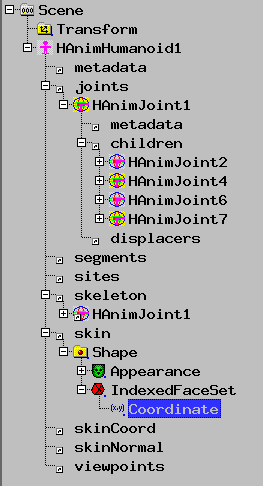 Scene
Transform
HAnimHumanoid1
metadata
joints
HAnimJoint1
metadata
children
HAnimJoint2
HAnimJoint4
HAnimJoint6
HAnimJoint7
displacers
segments
sites
skeleton
HAnimJoint1
skin
Shape
Appearance
IndexedFaceSet
(x,y) Coordinate
skinCoord
skinNormal
viewpoints